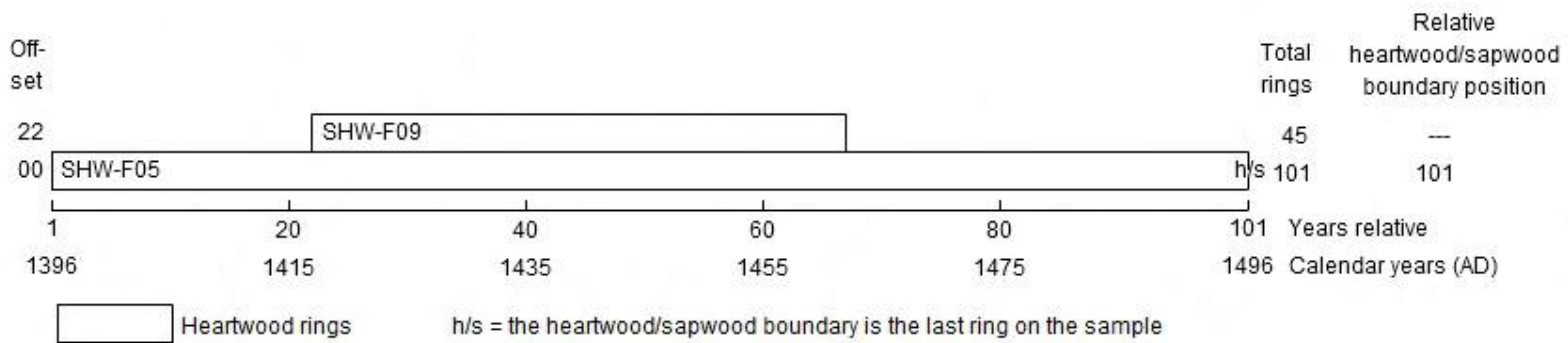 Off-
set
Total
rings
Relative
heartwood/sapwood
boundary position
22 SHW-F09 45 ---
00 SHW-F05 h/s 101 101
1 20 40 60 80 101 Years relative
1396 1415 1435 1455 1475 1496 Calendar years (AD)
Heartwood rings h/s = the heartwood/sapwood boundary is the last ring on the sample